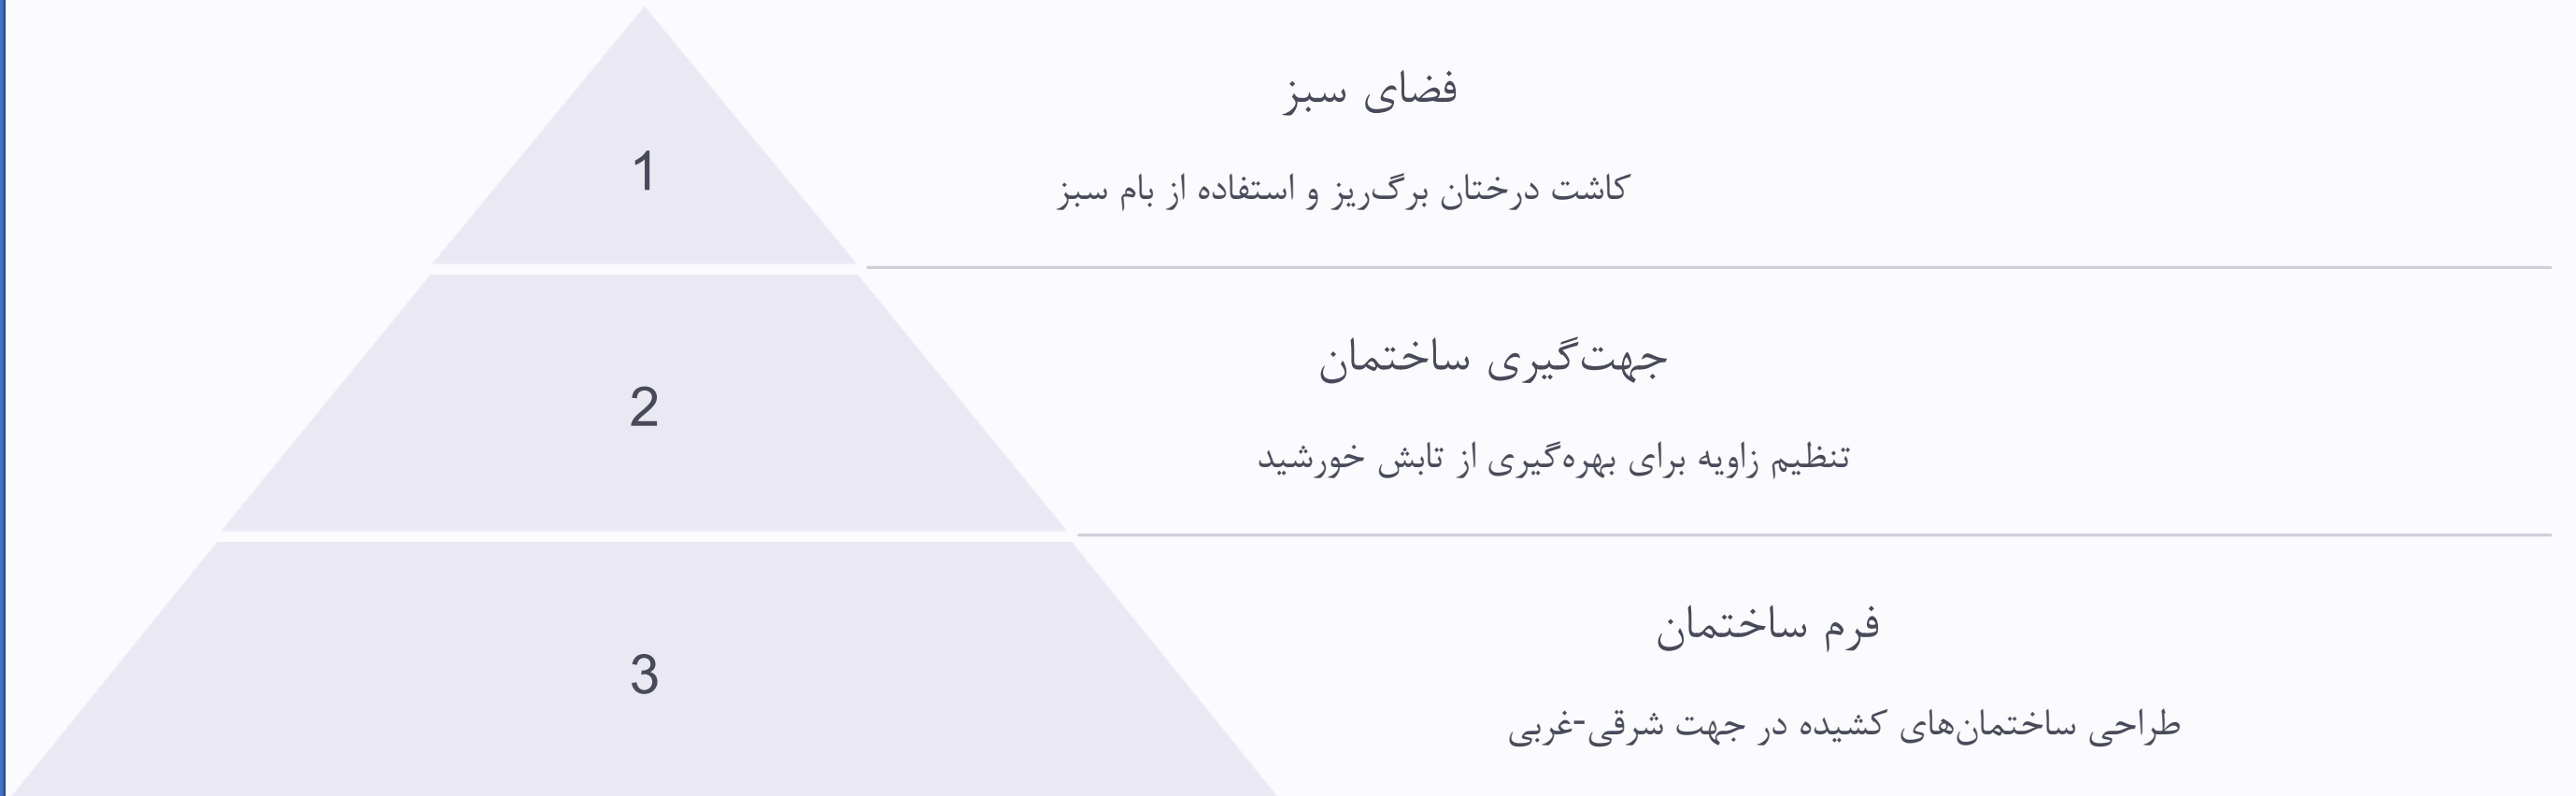 1
فضای سبز
کاشت درختان برگ‌ریز و استفاده از بام سبز
2
جهت‌گیری ساختمان
تنظیم زاویه برای بهره‌گیری از تابش خورشید
3
فرم ساختمان
طراحی ساختمان‌های کشیده در جهت شرقی-غربی